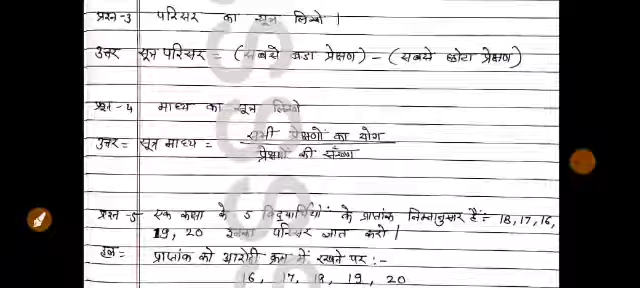 प्रश्न-3 परिसर का सूत्र लिखो ।
उत्तर सूत्र परिसर = (सबसे बडा प्रेक्षण) - (सबसे छोटा प्रेक्षण)
प्रश्न-4 माध्य का सूत्र लिखो
उत्तर = सूत्र माध्य = सभी प्रेक्षणों का योग
प्रेक्षणों की संख्या
प्रश्न-5 एक कक्षा के 5 विद्यार्थियों के प्राप्तांक निम्नानुसार हैं:- 18, 17, 16,
19, 20 इनका परिसर ज्ञात करो ।
हल: प्राप्तांक को आरोही क्रम में रखने पर :-
16, 17, 18, 19, 20